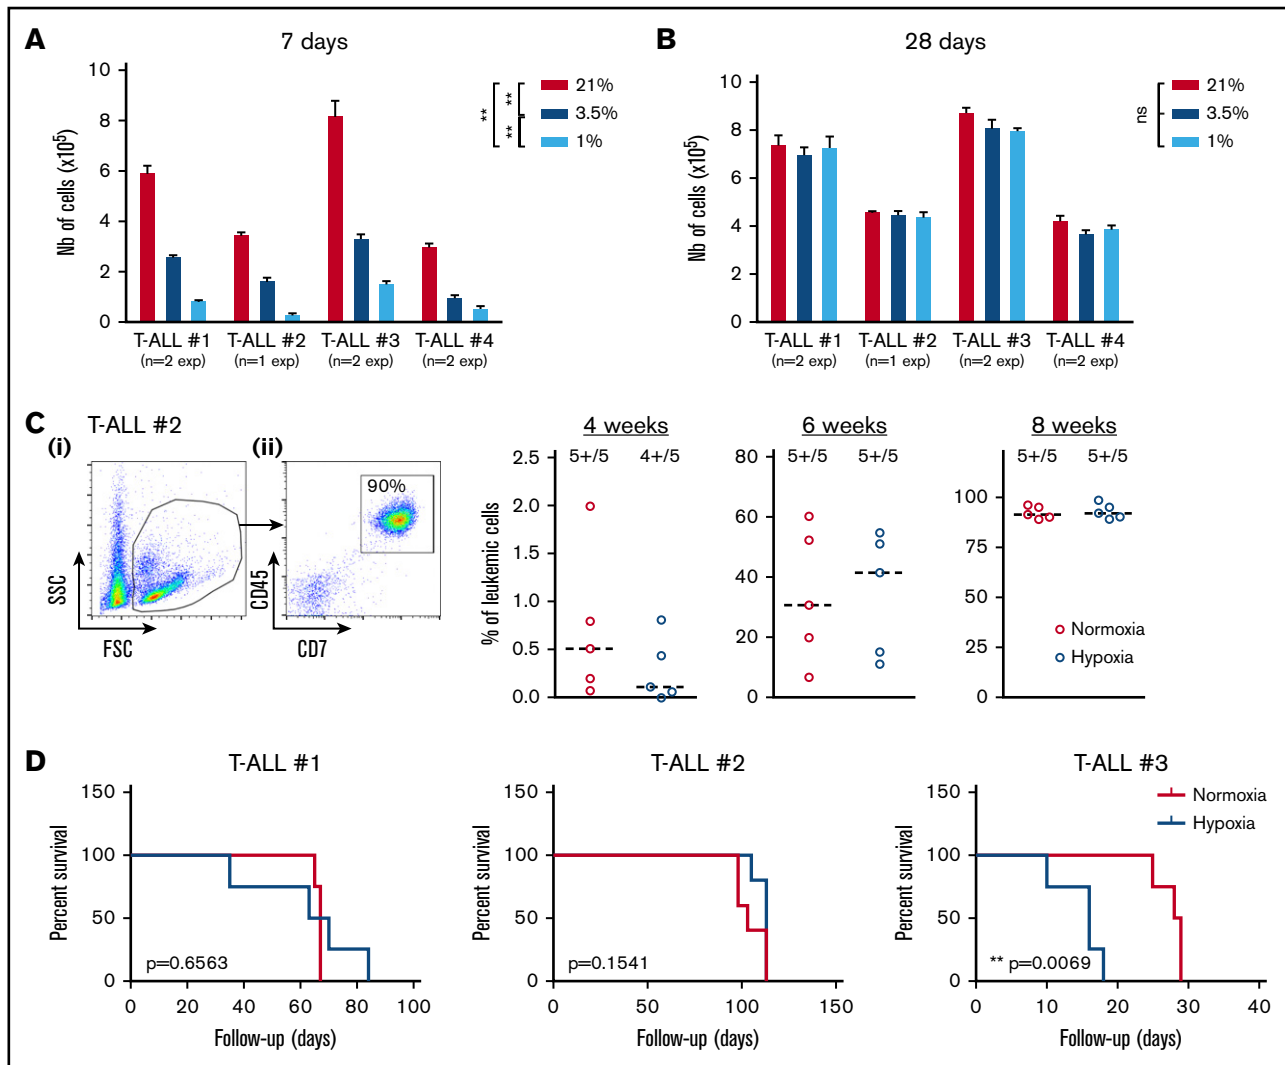 A
7 days
10
8
6
4
2
0
Nb of cells (x10⁵)
** ** **
21%
3.5%
1%
T-ALL #1 T-ALL #2 T-ALL #3 T-ALL #4
(n=2 exp) (n=1 exp) (n=2 exp) (n=2 exp)
B
28 days
10
8
6
4
2
0
Nb of cells (x10⁵)
ns
21%
3.5%
1%
T-ALL #1 T-ALL #2 T-ALL #3 T-ALL #4
(n=2 exp) (n=1 exp) (n=2 exp) (n=2 exp)
C
T-ALL #2
(i)
SSC
FSC
(ii)
90%
CD45
CD7
% of leukemic cells
4 weeks
5+/5 4+/5
2.5
2.0
1.5
1.0
0.5
0.0
6 weeks
5+/5 5+/5
80
60
40
20
0
8 weeks
5+/5 5+/5
100
75
50
25
0
Normoxia
Hypoxia
D
T-ALL #1
150
100
50
0
Percent survival
p=0.6563
0 20 40 60 80 100
Follow-up (days)
T-ALL #2
150
100
50
0
Percent survival
p=0.1541
0 50 100 150
Follow-up (days)
T-ALL #3
150
100
50
0
Percent survival
Normoxia
Hypoxia
** p=0.0069
0 10 20 30 40
Follow-up (days)